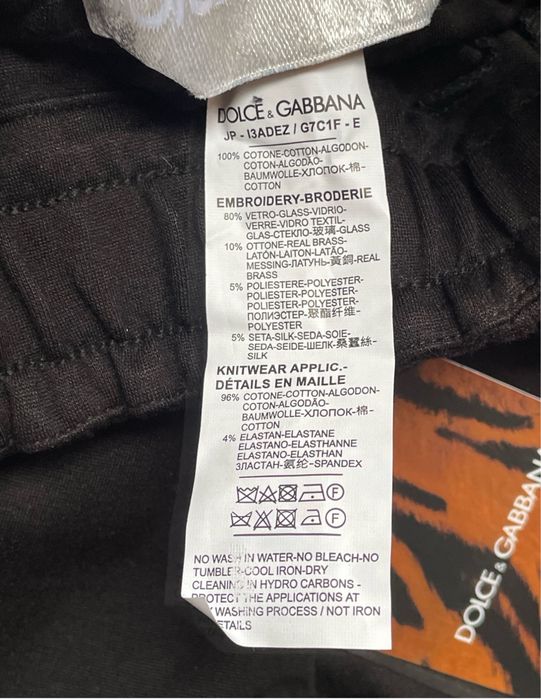 DOLCE & GABBANA
JP - I3ADEZ / G7C1F - E
100% COTONE-COTTON-ALGODON-
COTON-ALGODÃO-
BAUMWOLLE-ХЛОПОК-棉-
COTTON
EMBROIDERY-BRODERIE
80% VETRO-GLASS-VIDRIO-
VERRE-VIDRO TEXTIL-
GLAS-СТЕКЛО-玻璃-GLASS
10% OTTONE-REAL BRASS-
LATÓN-LAITON-LATÃO-
MESSING-ЛАТУНЬ-黃銅-REAL
BRASS
5% POLIESTERE-POLYESTER-
POLIESTER-POLYESTER-
POLIESTER-POLYESTER-
ПОЛИЭСТЕР-聚酯纤维-
POLYESTER
5% SETA-SILK-SEDA-SOIE-
SEDA-SEIDE-ШЕЛК-桑蠶絲-
SILK
KNITWEAR APPLIC.-
DÉTAILS EN MAILLE
96% COTONE-COTTON-ALGODON-
COTON-ALGODÃO-
BAUMWOLLE-ХЛОПОК-棉-
COTTON
4% ELASTAN-ELASTANE
ELASTANO-ELASTHANNE
ELASTANO-ELASTHAN
ЗЛАСТАН-氨纶-SPANDEX
F
F
NO WASH IN WATER-NO BLEACH-NO
TUMBLER-COOL IRON-DRY
CLEANING IN HYDRO CARBONS -
PROTECT THE APPLICATIONS AT
WASHING PROCESS / NOT IRON
DETAILS
DOLCE & GABBANA